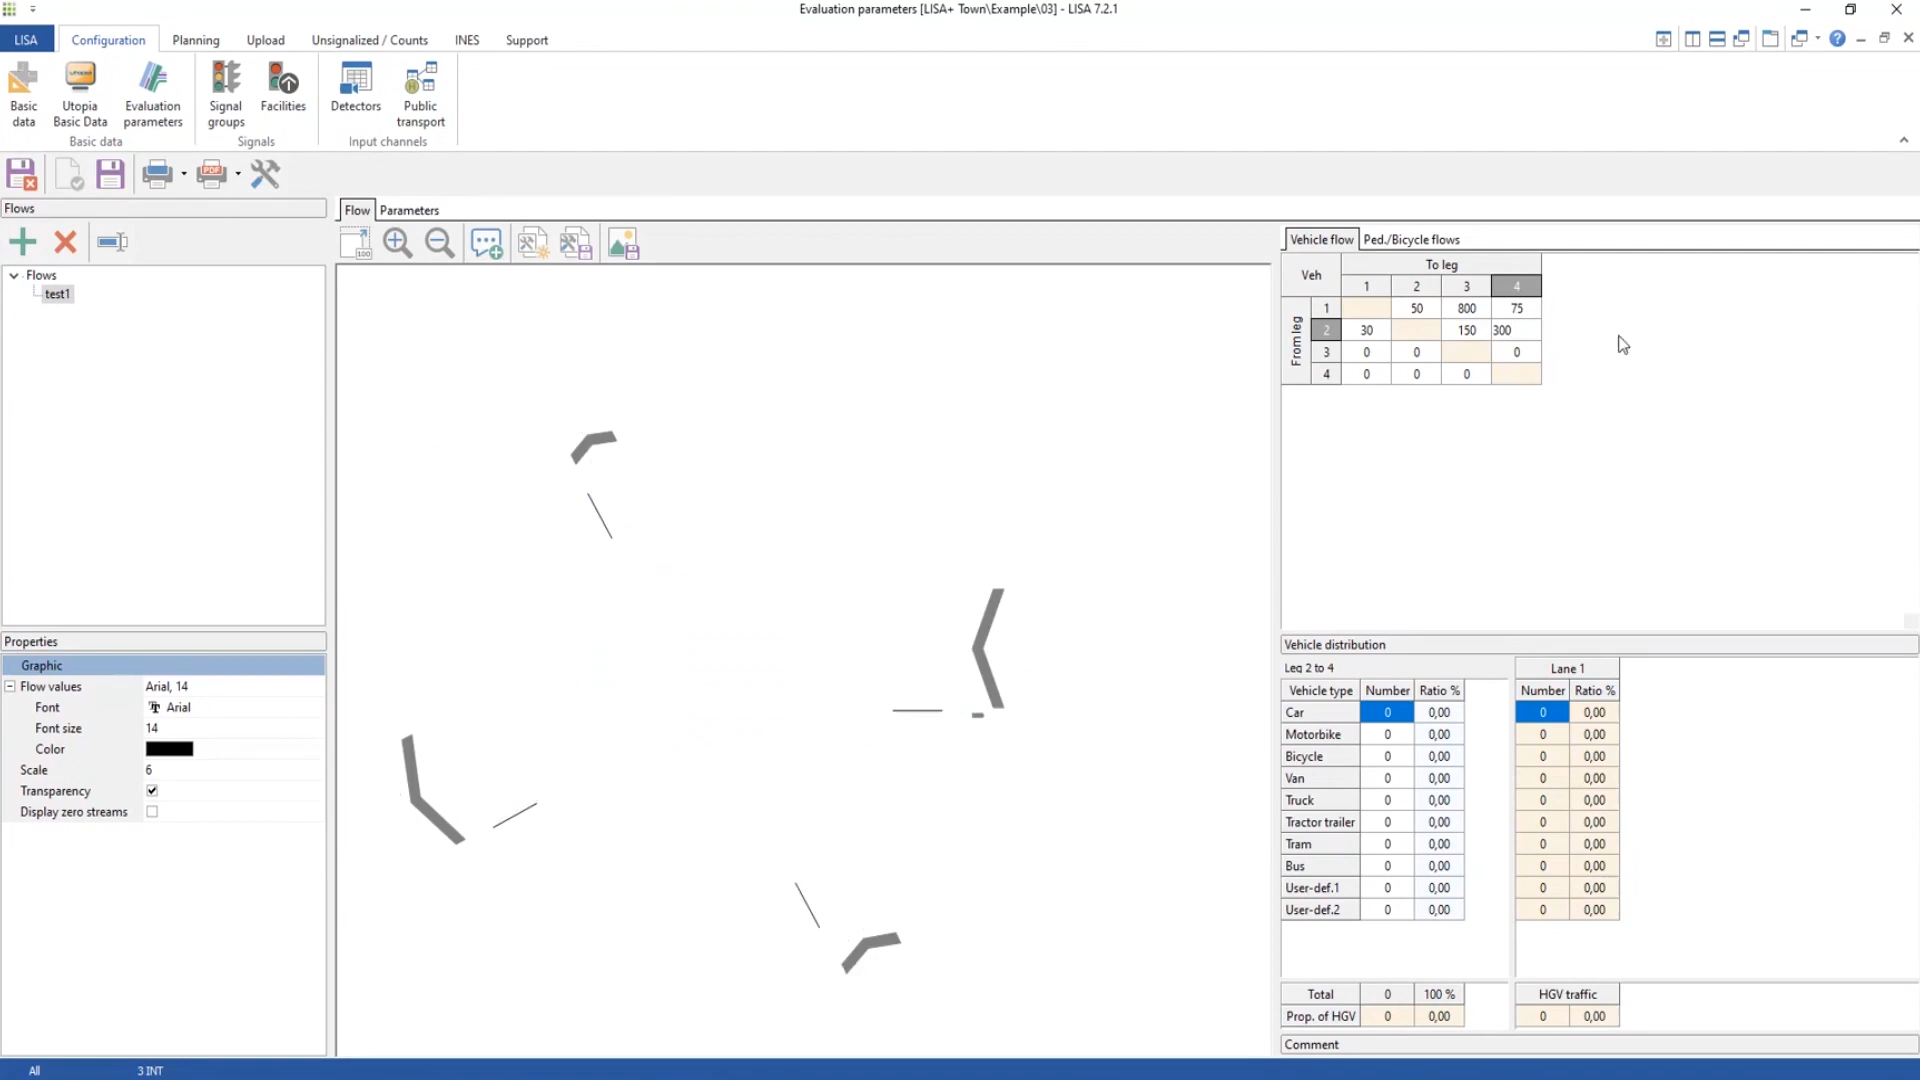 Evaluation parameters [LISA+ Town\Example\03] - LISA 7.2.1
LISA Configuration Planning Upload Unsignalized / Counts INES Support
Basic data
Utopia Basic Data
Evaluation parameters
Signal groups
Facilities
Detectors
Public transport
Basic data Signals Input channels
PDF
Flows
Flow Parameters
100
Vehicle flow Ped./Bicycle flows
Flows
test1
Veh To leg
1 2 3 4
From leg
1 50 800 75
2 30 150 300
3 0 0 0
4 0 0 0
Properties
Graphic
Flow values Arial, 14
Font Arial
Font size 14
Color
Scale 6
Transparency
Display zero streams
Vehicle distribution
Leg 2 to 4 Lane 1
Vehicle type Number Ratio % Number Ratio %
Car 0 0,00 0 0,00
Motorbike 0 0,00 0 0,00
Bicycle 0 0,00 0 0,00
Van 0 0,00 0 0,00
Truck 0 0,00 0 0,00
Tractor trailer 0 0,00 0 0,00
Tram 0 0,00 0 0,00
Bus 0 0,00 0 0,00
User-def.1 0 0,00 0 0,00
User-def.2 0 0,00 0 0,00
Total 0 100 % HGV traffic
Prop. of HGV 0 0,00 0 0,00
Comment
All 3 INT